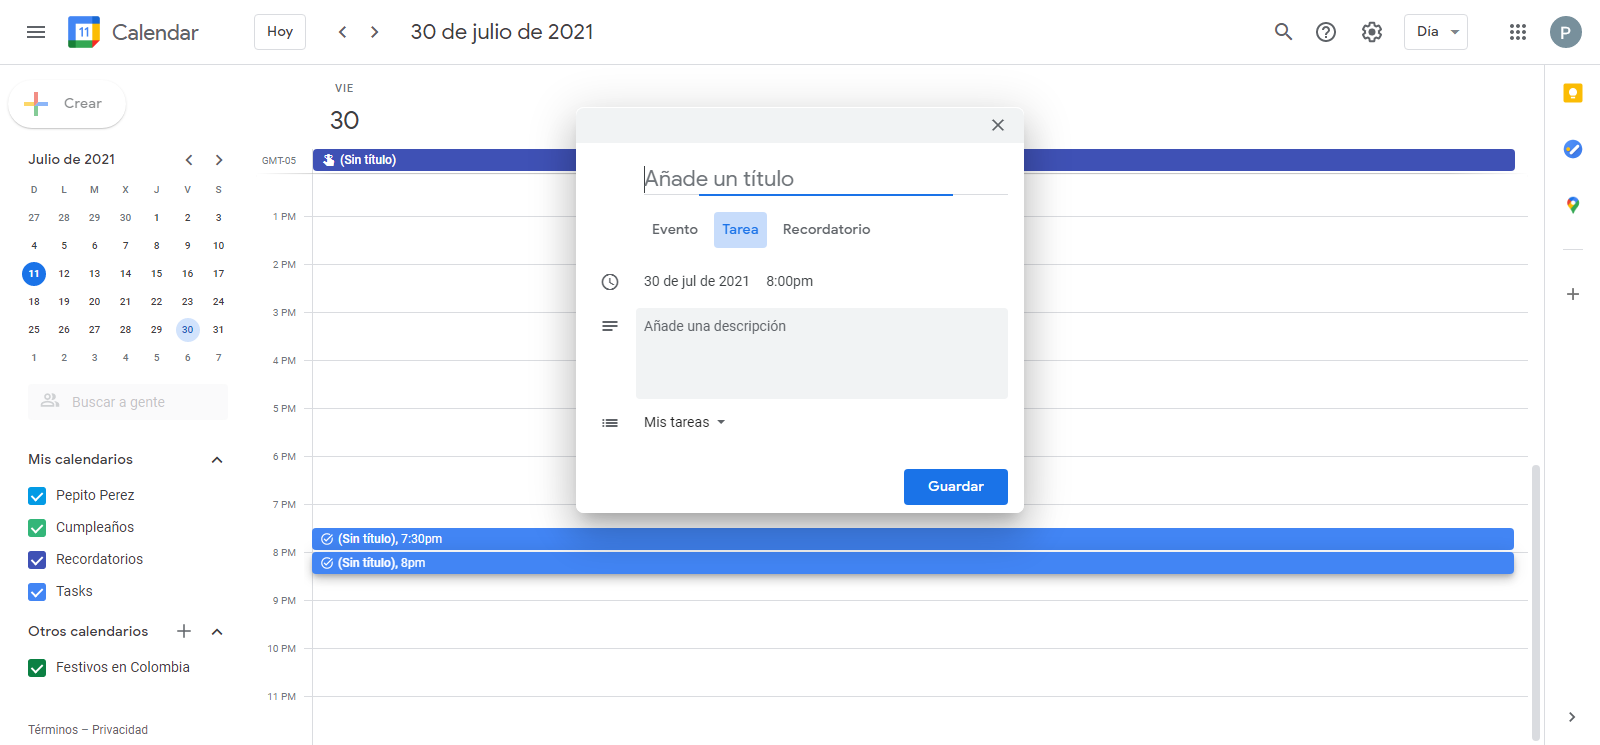 11 Calendar Hoy 30 de julio de 2021 Día P
Crear
Julio de 2021
D L M X J V S
27 28 29 30 1 2 3
4 5 6 7 8 9 10
11 12 13 14 15 16 17
18 19 20 21 22 23 24
25 26 27 28 29 30 31
1 2 3 4 5 6 7
Buscar a gente
Mis calendarios
Pepito Perez
Cumpleaños
Recordatorios
Tasks
Otros calendarios
Festivos en Colombia
Términos – Privacidad
VIE
30
GMT-05
(Sin título)
1 PM
2 PM
3 PM
4 PM
5 PM
6 PM
7 PM
(Sin título), 7:30pm
8 PM
(Sin título), 8pm
9 PM
10 PM
11 PM
Añade un título
Evento Tarea Recordatorio
30 de jul de 2021 8:00pm
Añade una descripción
Mis tareas
Guardar